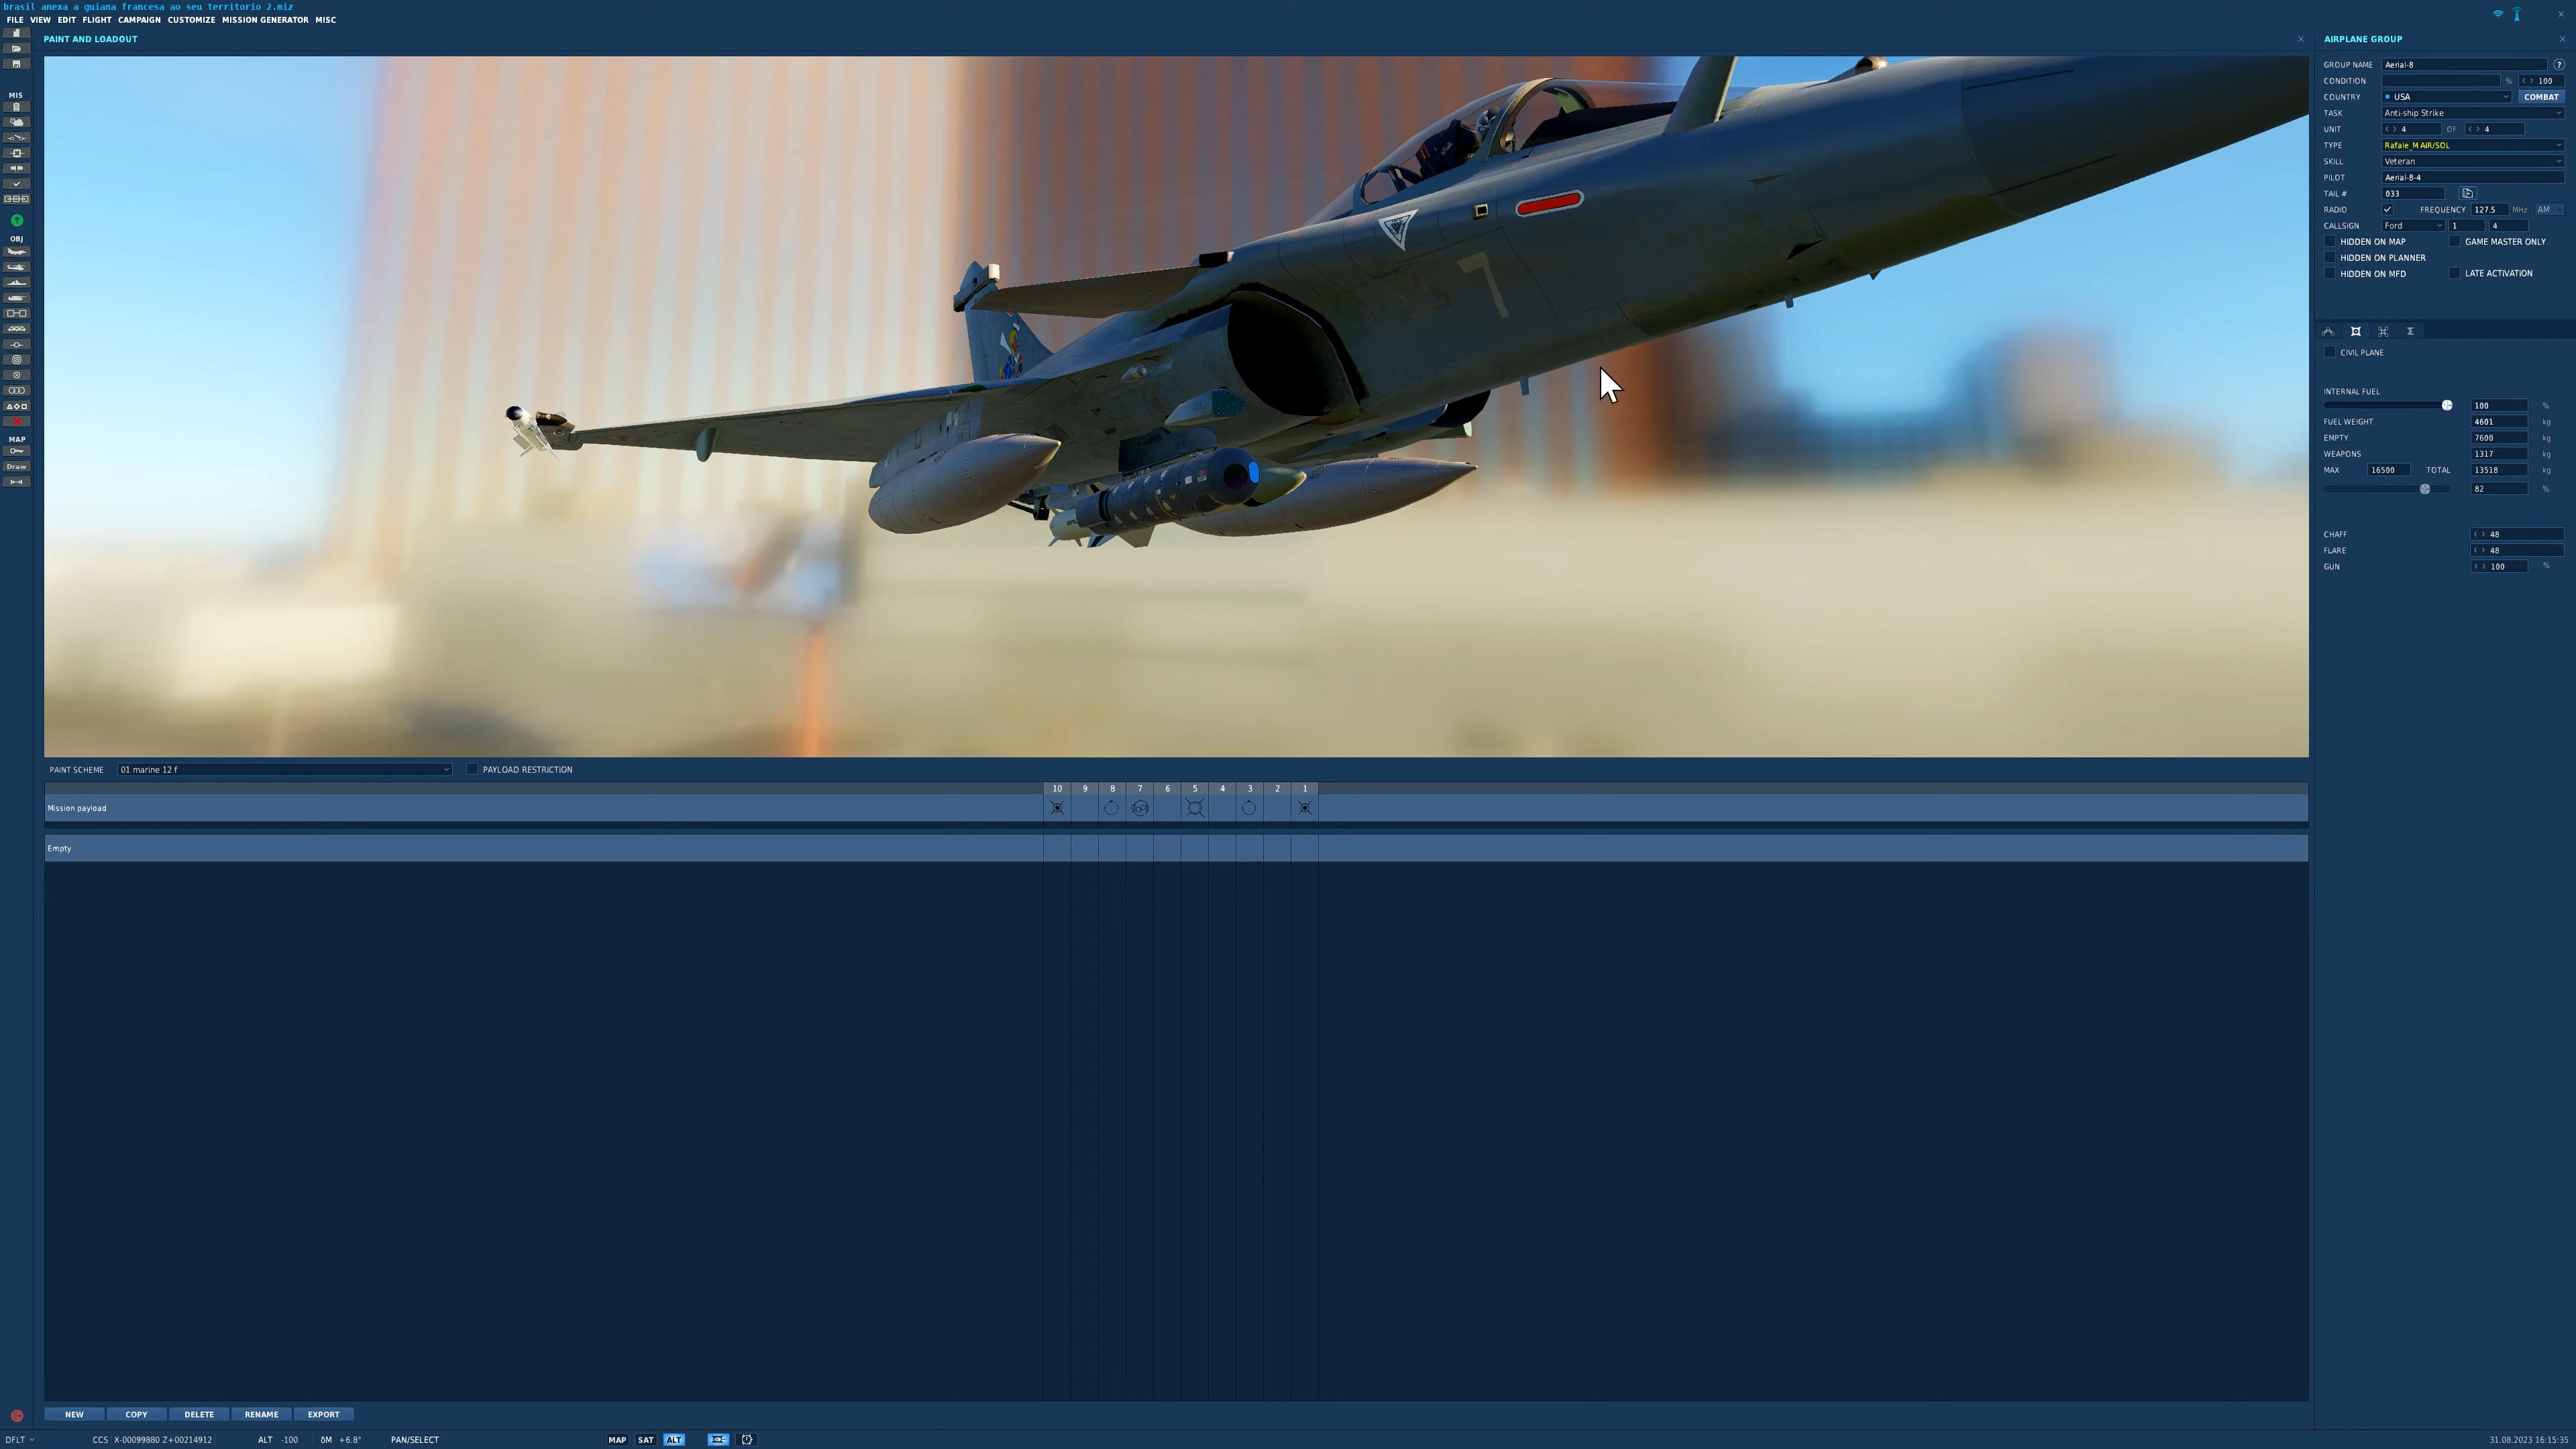 brasil anexa a guiana francesa ao seu territorio 2.miz
FILE VIEW EDIT FLIGHT CAMPAIGN CUSTOMIZE MISSION GENERATOR MISC
PAINT AND LOADOUT
AIRPLANE GROUP
GROUP NAME Aerial-8 ?
CONDITION % < > 100
COUNTRY USA COMBAT
TASK Anti-ship Strike
UNIT < > 4 OF < > 4
TYPE Rafale_M AIR/SOL
SKILL Veteran
PILOT Aerial-8-4
TAIL # 033
RADIO FREQUENCY 127.5 MHz AM
CALLSIGN Ford 1 4
HIDDEN ON MAP GAME MASTER ONLY
HIDDEN ON PLANNER
HIDDEN ON MFD LATE ACTIVATION
CIVIL PLANE
INTERNAL FUEL
100 %
FUEL WEIGHT 4601 kg
EMPTY 7600 kg
WEAPONS 1317 kg
MAX 16500 TOTAL 13518 kg
82 %
CHAFF < > 48
FLARE < > 48
GUN < > 100 %
MIS
OBJ
MAP
Draw
7
PAINT SCHEME 01 marine 12 f PAYLOAD RESTRICTION
10 9 8 7 6 5 4 3 2 1
Mission payload
Empty
NEW COPY DELETE RENAME EXPORT
DFLT CCS X-00099880 Z+00214912 ALT -100 δM +6.8° PAN/SELECT MAP SAT ALT 31.08.2023 16:15:35